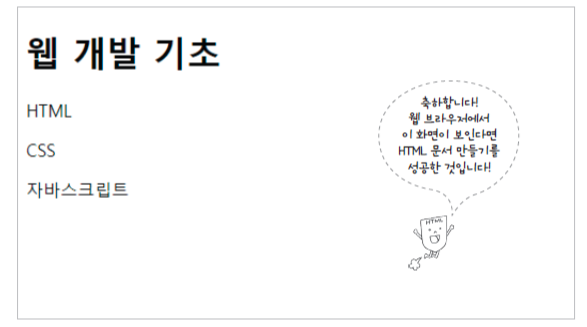 웹 개발 기초
HTML
CSS
자바스크립트
축하합니다!
웹 브라우저에서
이 화면이 보인다면
HTML 문서 만들기를
성공한 것입니다!
HTML